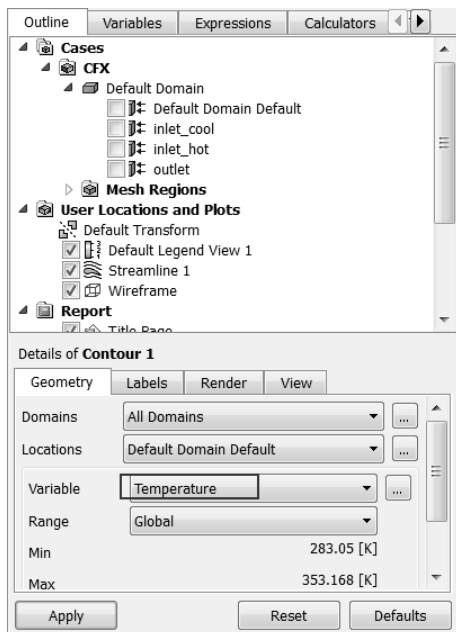 Outline Variables Expressions Calculators
Cases
CFX
Default Domain
Default Domain Default
inlet_cool
inlet_hot
outlet
Mesh Regions
User Locations and Plots
Default Transform
Default Legend View 1
Streamline 1
Wireframe
Report
Title Page
Details of Contour 1
Geometry Labels Render View
Domains All Domains ...
Locations Default Domain Default ...
Variable Temperature ...
Range Global
Min 283.05 [K]
Max 353.168 [K]
Apply Reset Defaults